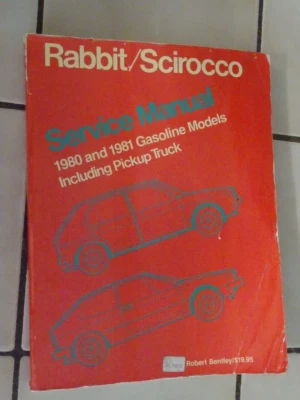 Rabbit/Scirocco
Service Manual
1980 and 1981 Gasoline Models
Including Pickup Truck
Robert Bentley/$19.95